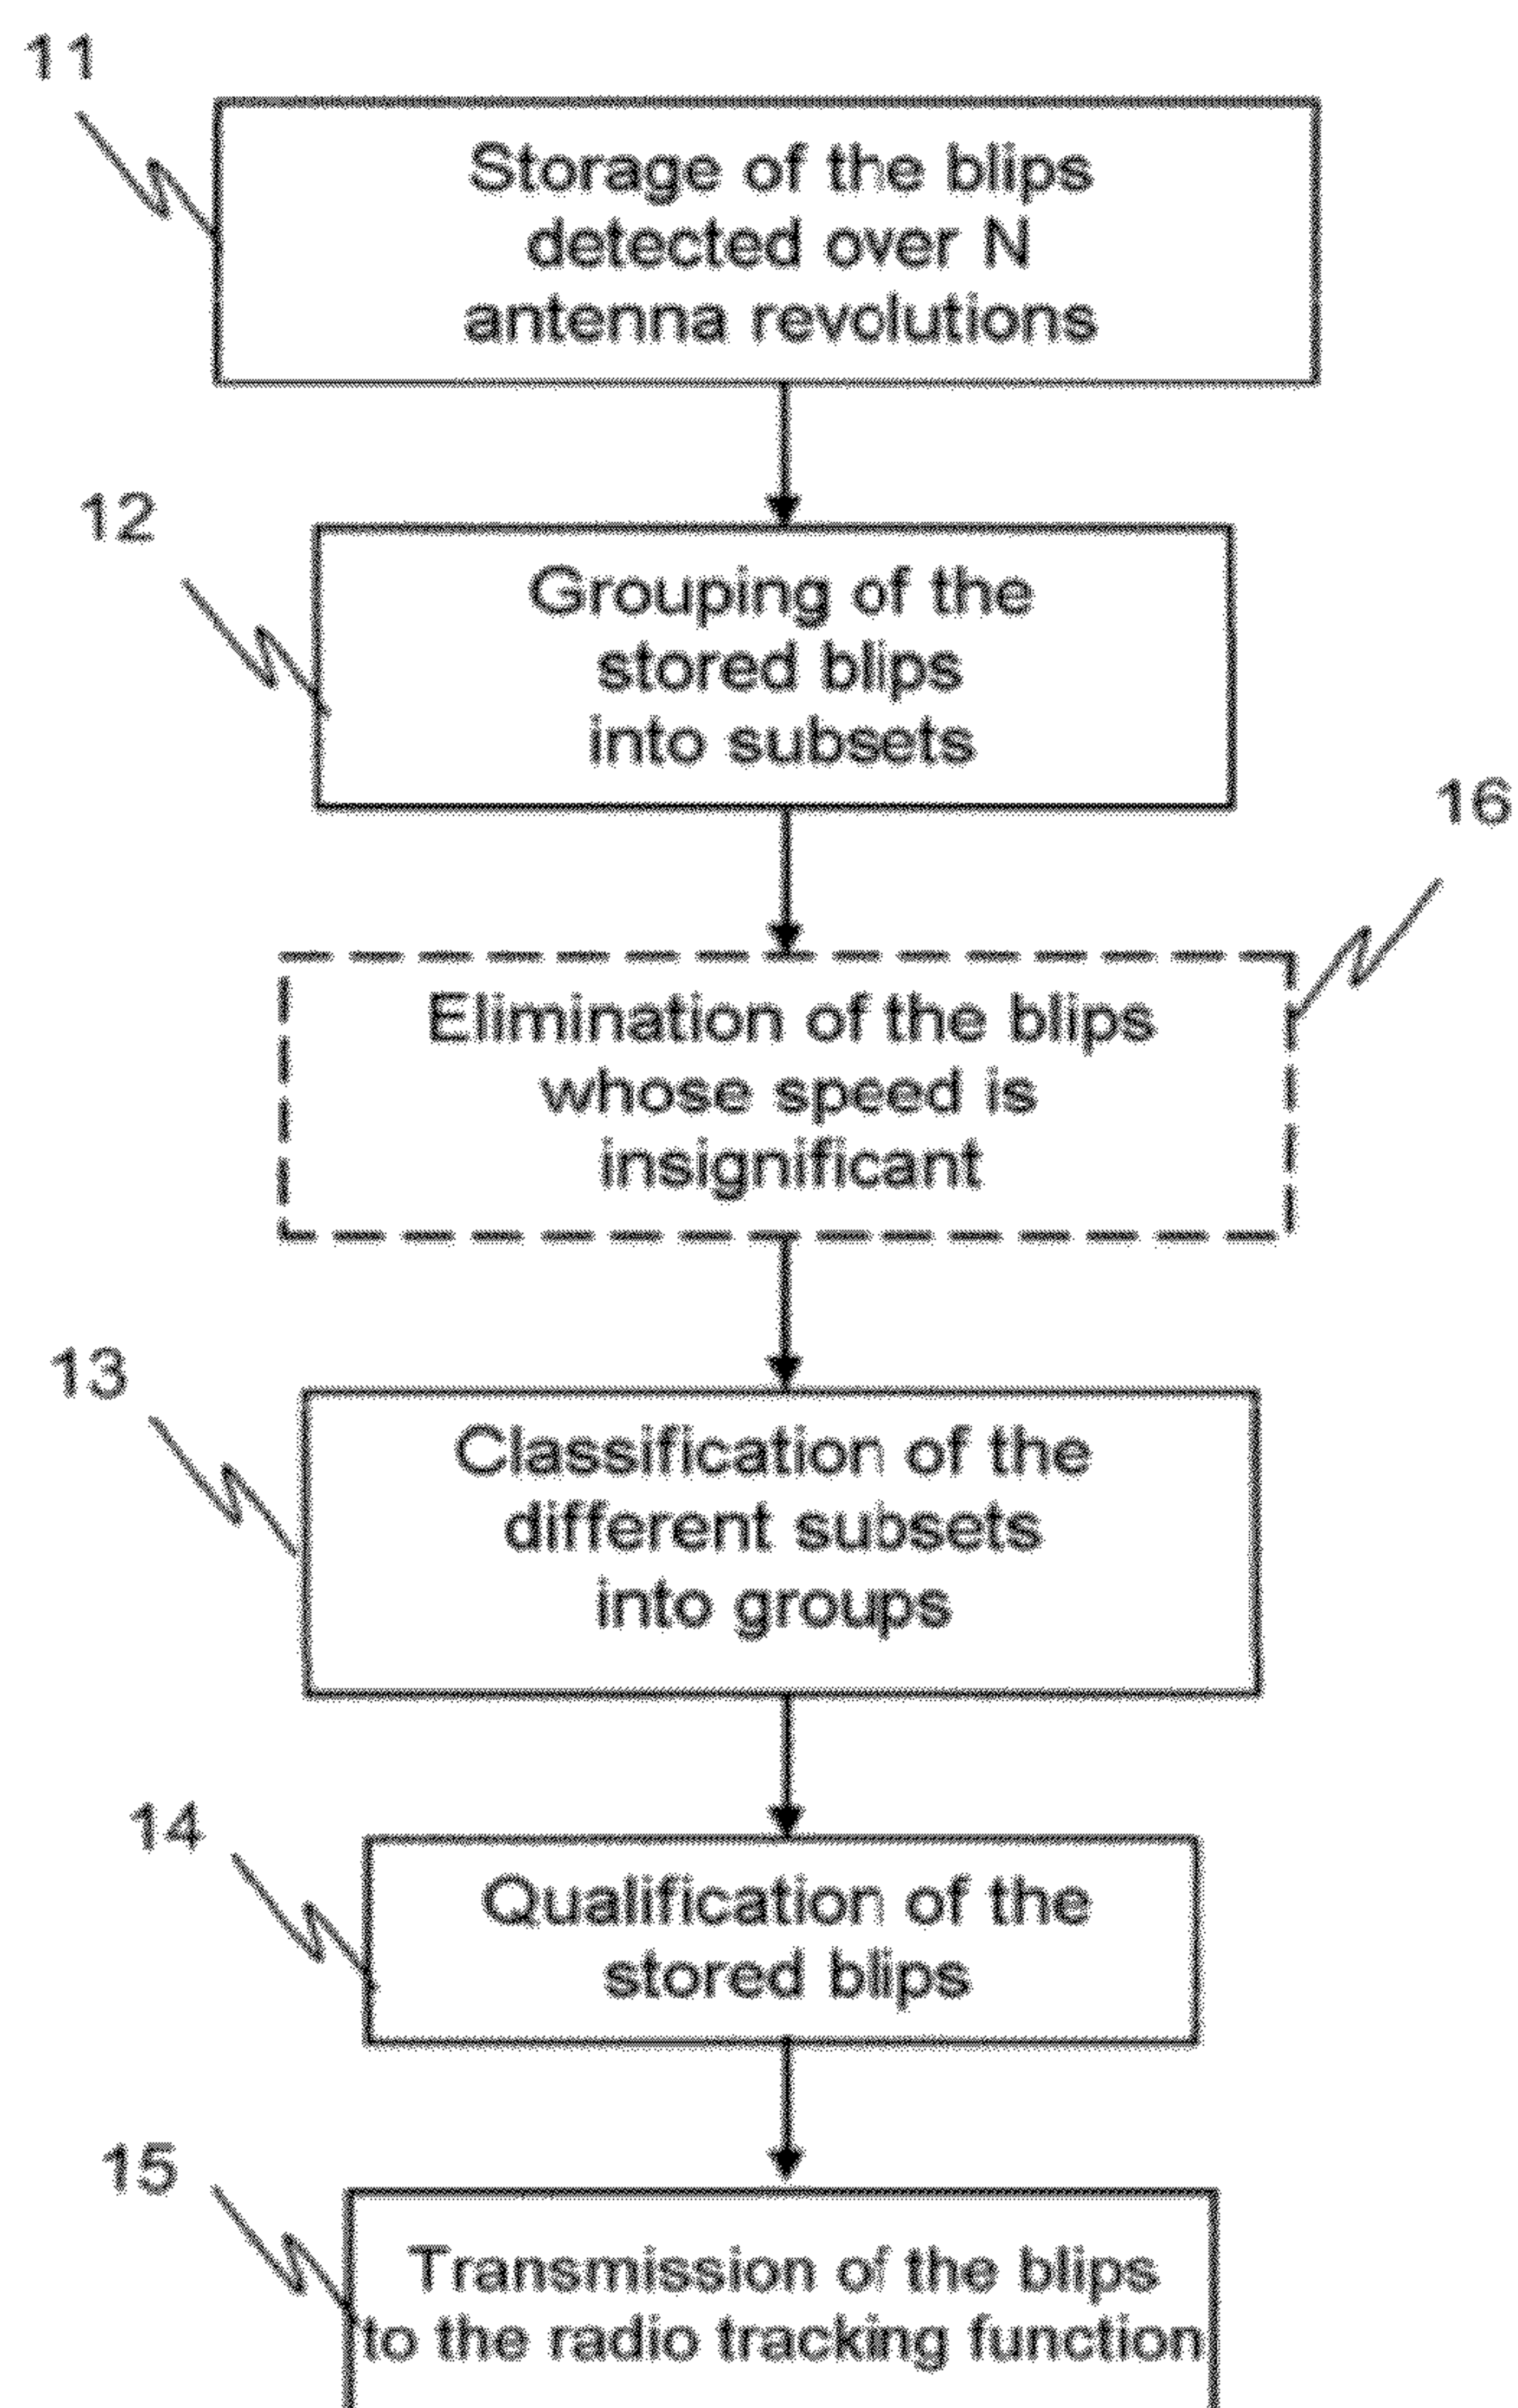 11
Storage of the blips
detected over N
antenna revolutions
12
Grouping of the
stored blips
into subsets
16
Elimination of the blips
whose speed is
insignificant
13
Classification of the
different subsets
into groups
14
Qualification of the
stored blips
15
Transmission of the blips
to the radio tracking function